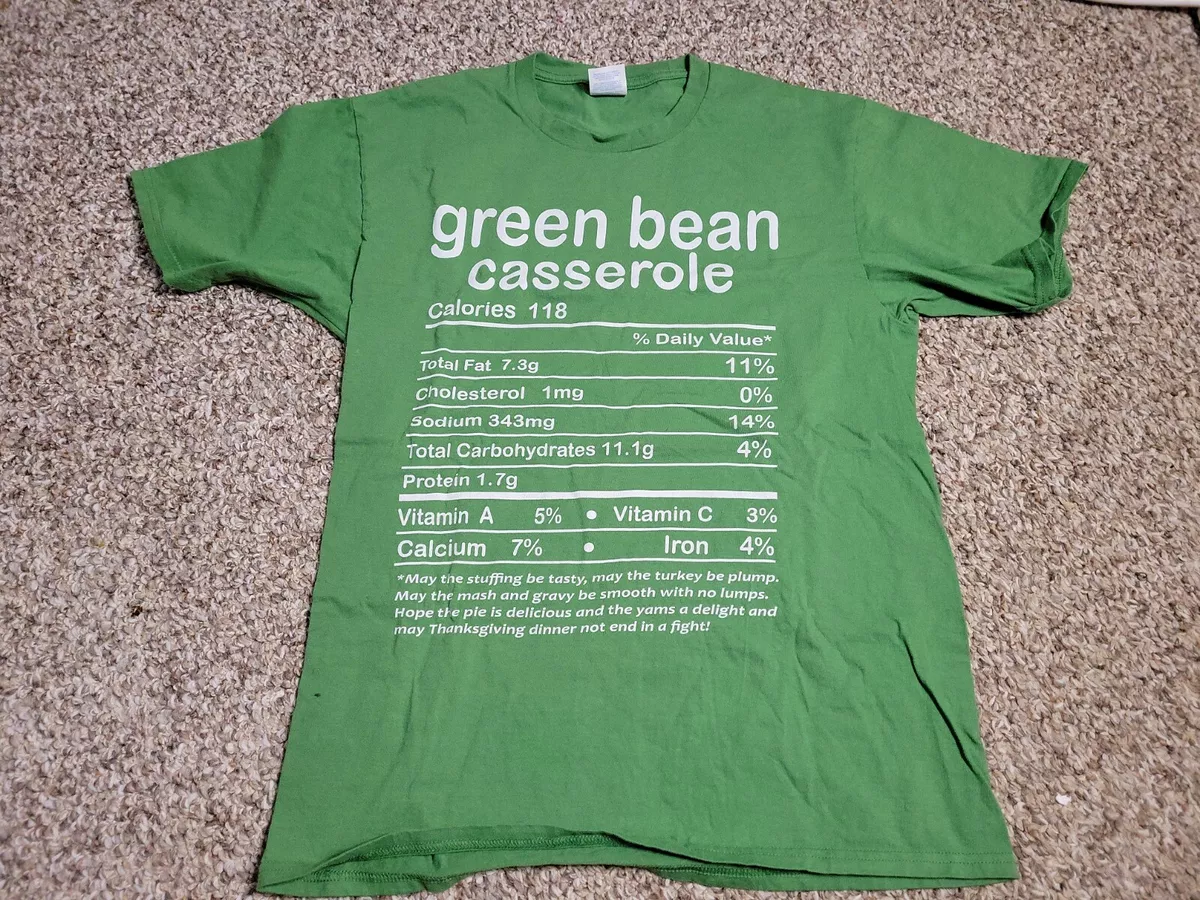 green bean
casserole
Calories 118
% Daily Value*
Total Fat 7.3g 11%
Cholesterol 1mg 0%
Sodium 343mg 14%
Total Carbohydrates 11.1g 4%
Protein 1.7g
Vitamin A 5% • Vitamin C 3%
Calcium 7% • Iron 4%
*May the stuffing be tasty, may the turkey be plump.
May the mash and gravy be smooth with no lumps.
Hope the pie is delicious and the yams a delight and
may Thanksgiving dinner not end in a fight!